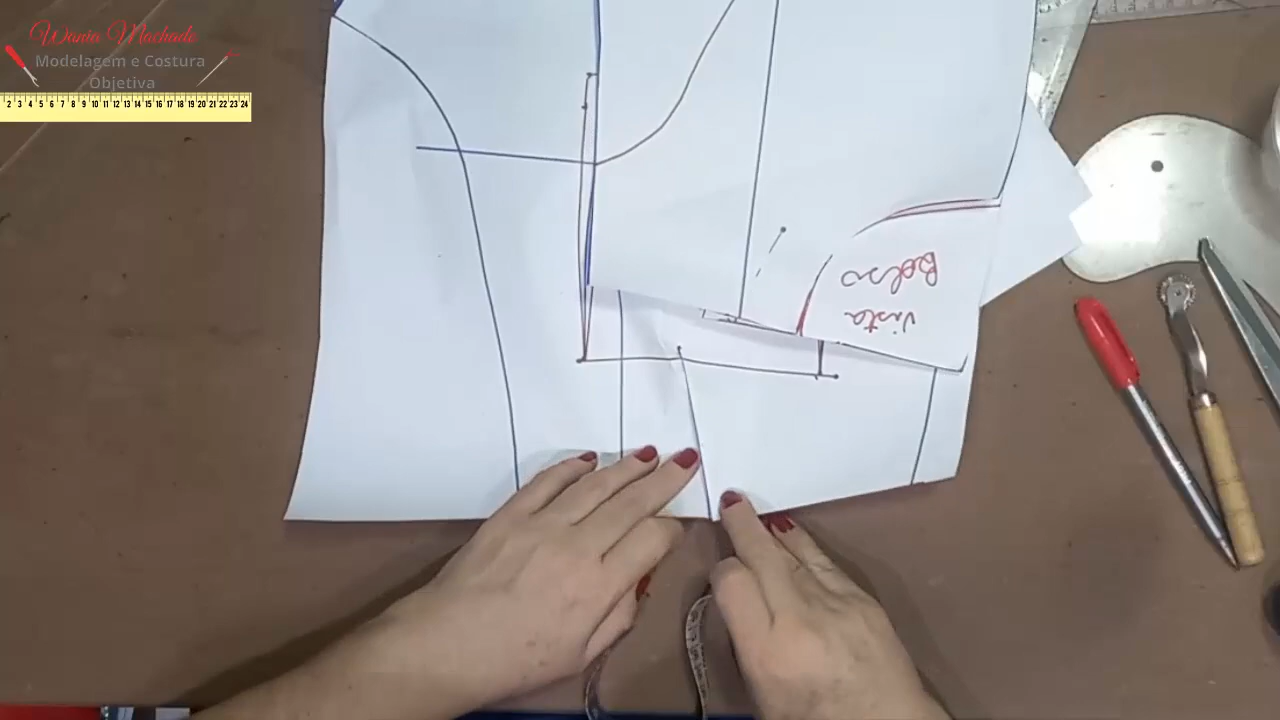 Wania Machado
Modelagem e Costura
Objetiva
2 3 4 5 6 7 8 9 10 11 12 13 14 15 16 17 18 19 20 21 22 23 24
Vista
Bolso